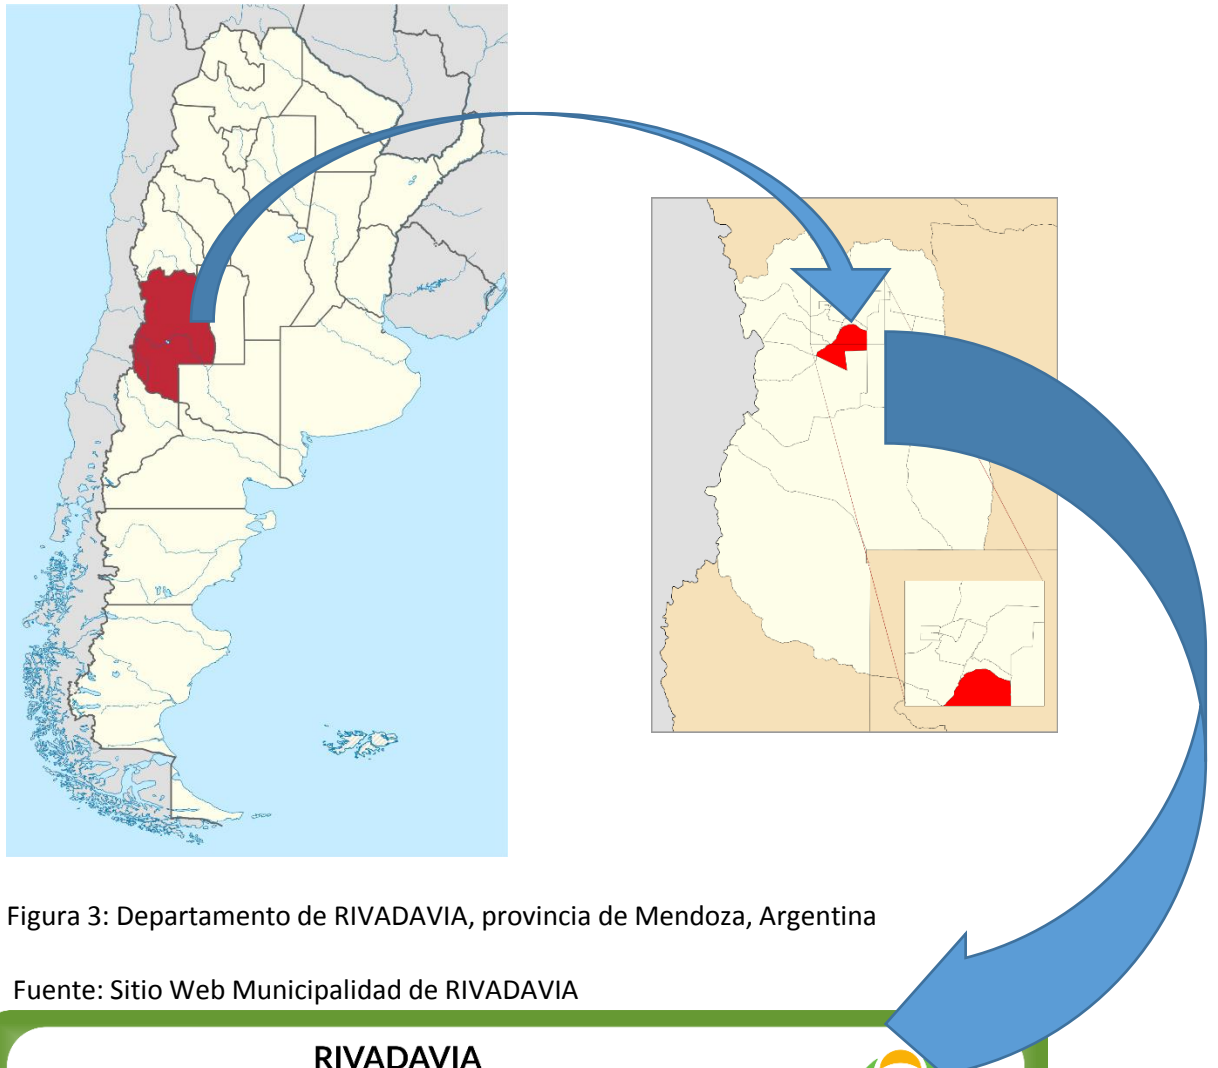 Figura 3: Departamento de RIVADAVIA, provincia de Mendoza, Argentina
Fuente: Sitio Web Municipalidad de RIVADAVIA
RIVADAVIA